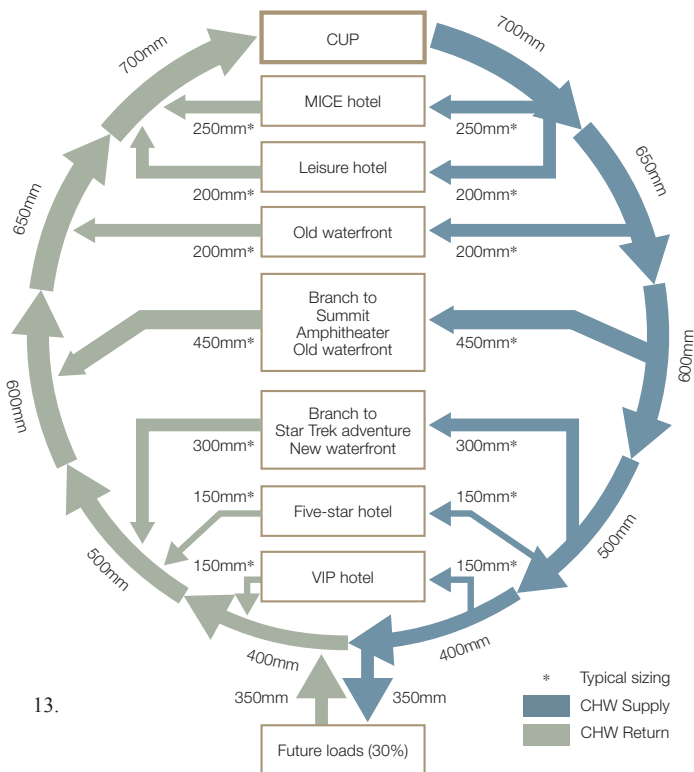 CUP
700mm
700mm
MICE hotel
250mm*
250mm*
Leisure hotel
650mm
650mm
200mm*
200mm*
Old waterfront
200mm*
200mm*
Branch to
Summit
Amphitheater
Old waterfront
450mm*
450mm*
600mm
600mm
Branch to
Star Trek adventure
New waterfront
300mm*
300mm*
150mm*
150mm*
Five-star hotel
500mm
500mm
150mm*
150mm*
VIP hotel
400mm
400mm
350mm
350mm
Future loads (30%)
* Typical sizing
CHW Supply
CHW Return
13.